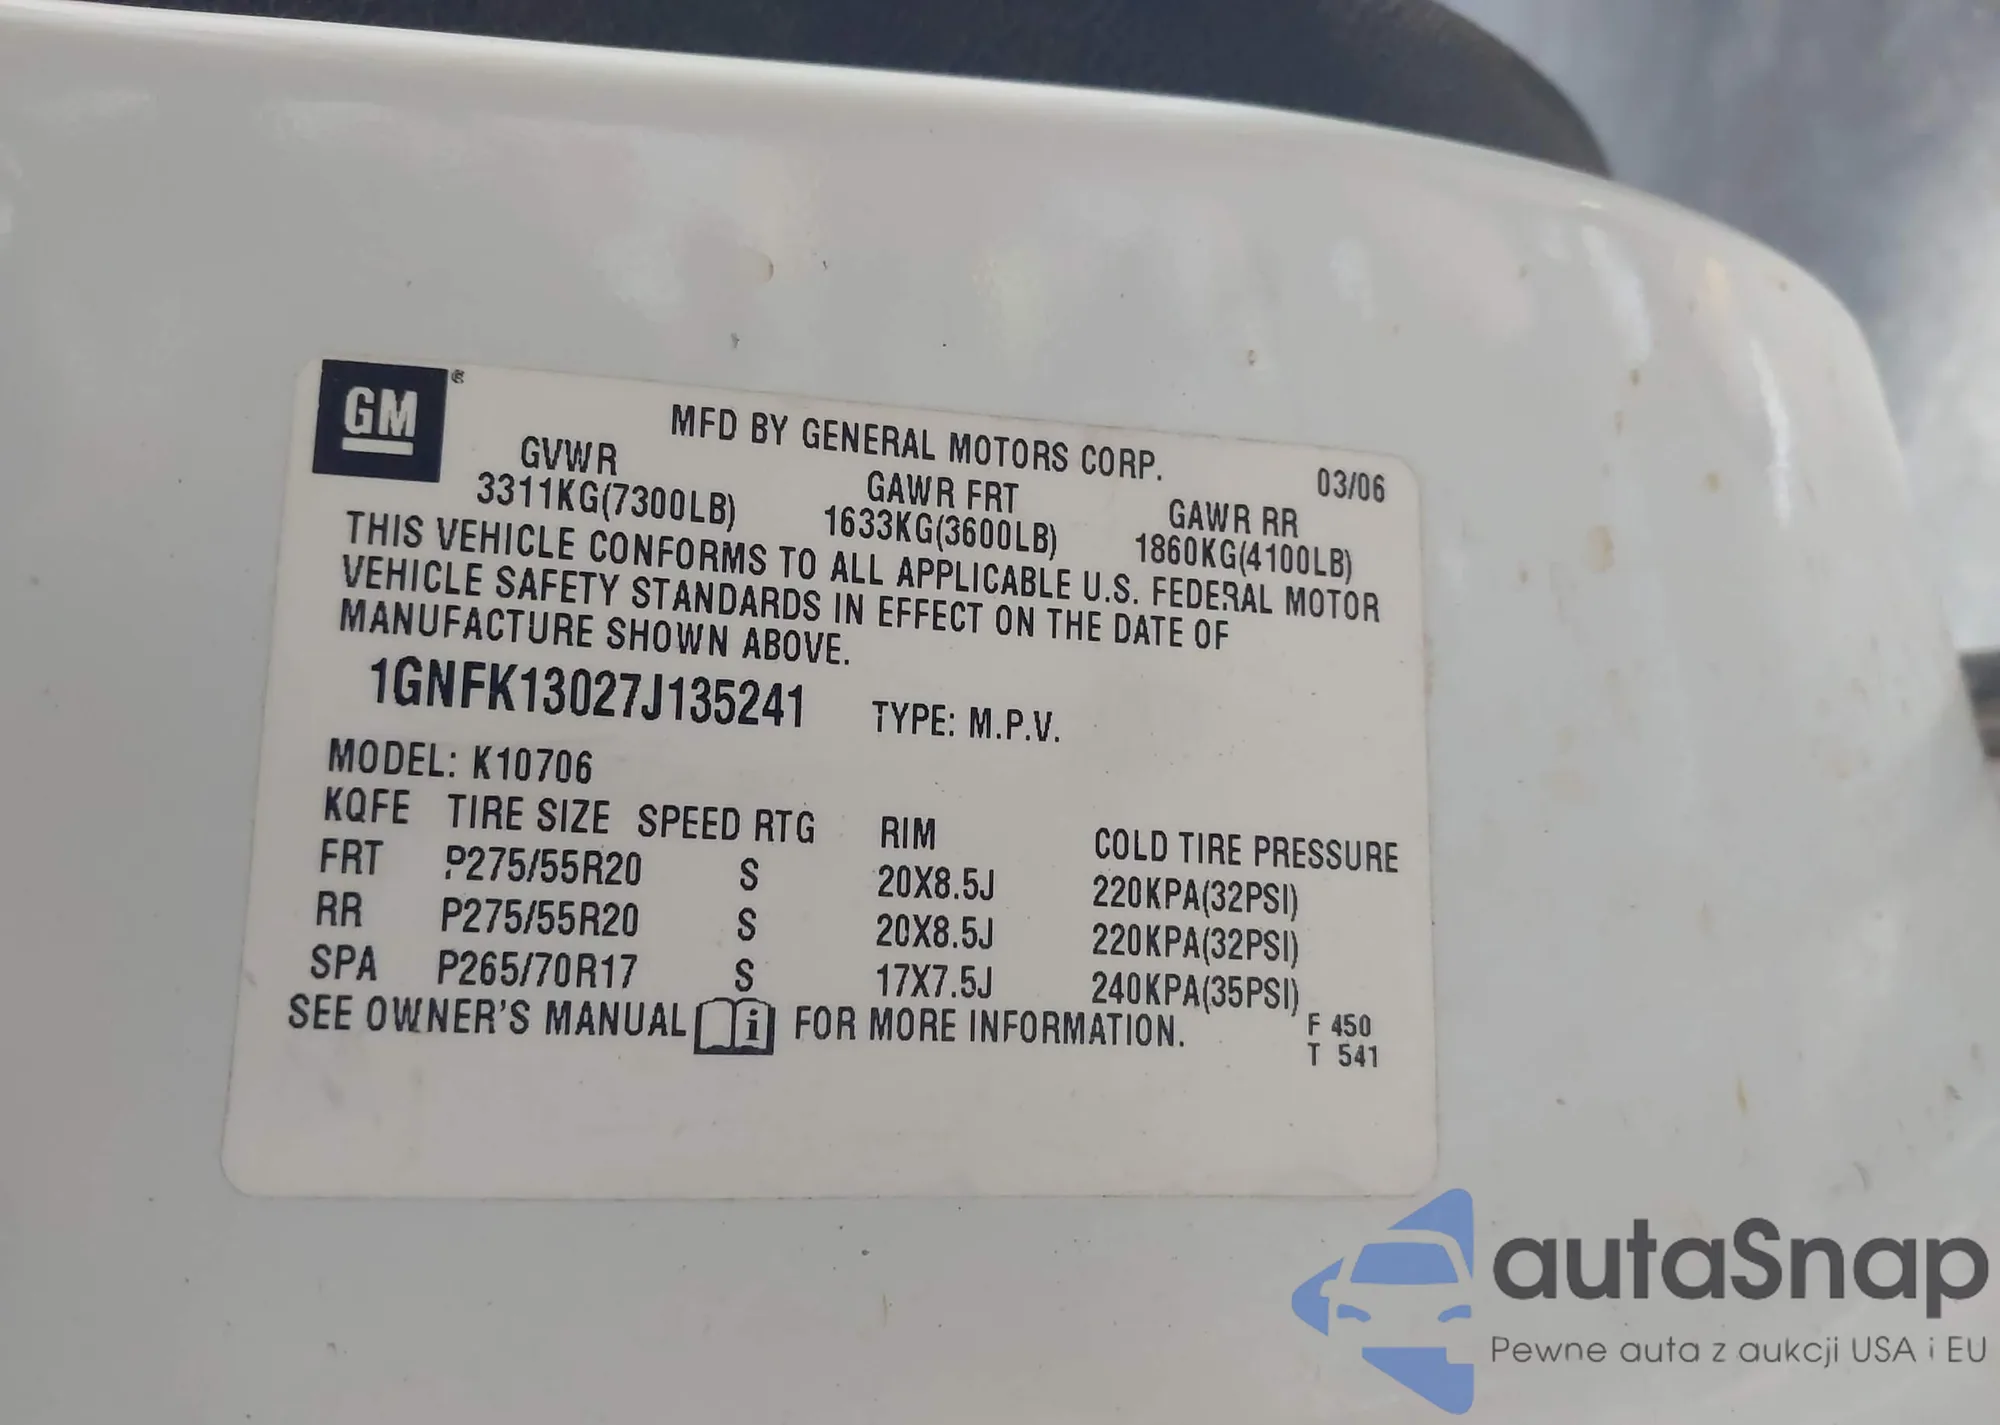 GM®
MFD BY GENERAL MOTORS CORP. 03/06
GVWR GAWR FRT GAWR RR
3311KG(7300LB) 1633KG(3600LB) 1860KG(4100LB)
THIS VEHICLE CONFORMS TO ALL APPLICABLE U.S. FEDERAL MOTOR
VEHICLE SAFETY STANDARDS IN EFFECT ON THE DATE OF
MANUFACTURE SHOWN ABOVE.
1GNFK13027J135241 TYPE: M.P.V.
MODEL: K10706
KQFE TIRE SIZE SPEED RTG RIM COLD TIRE PRESSURE
FRT P275/55R20 S 20X8.5J 220KPA(32PSI)
RR P275/55R20 S 20X8.5J 220KPA(32PSI)
SPA P265/70R17 S 17X7.5J 240KPA(35PSI)
SEE OWNER'S MANUAL i FOR MORE INFORMATION.
F 450
T 541
autaSnap
Pewne auta z aukcji USA i EU